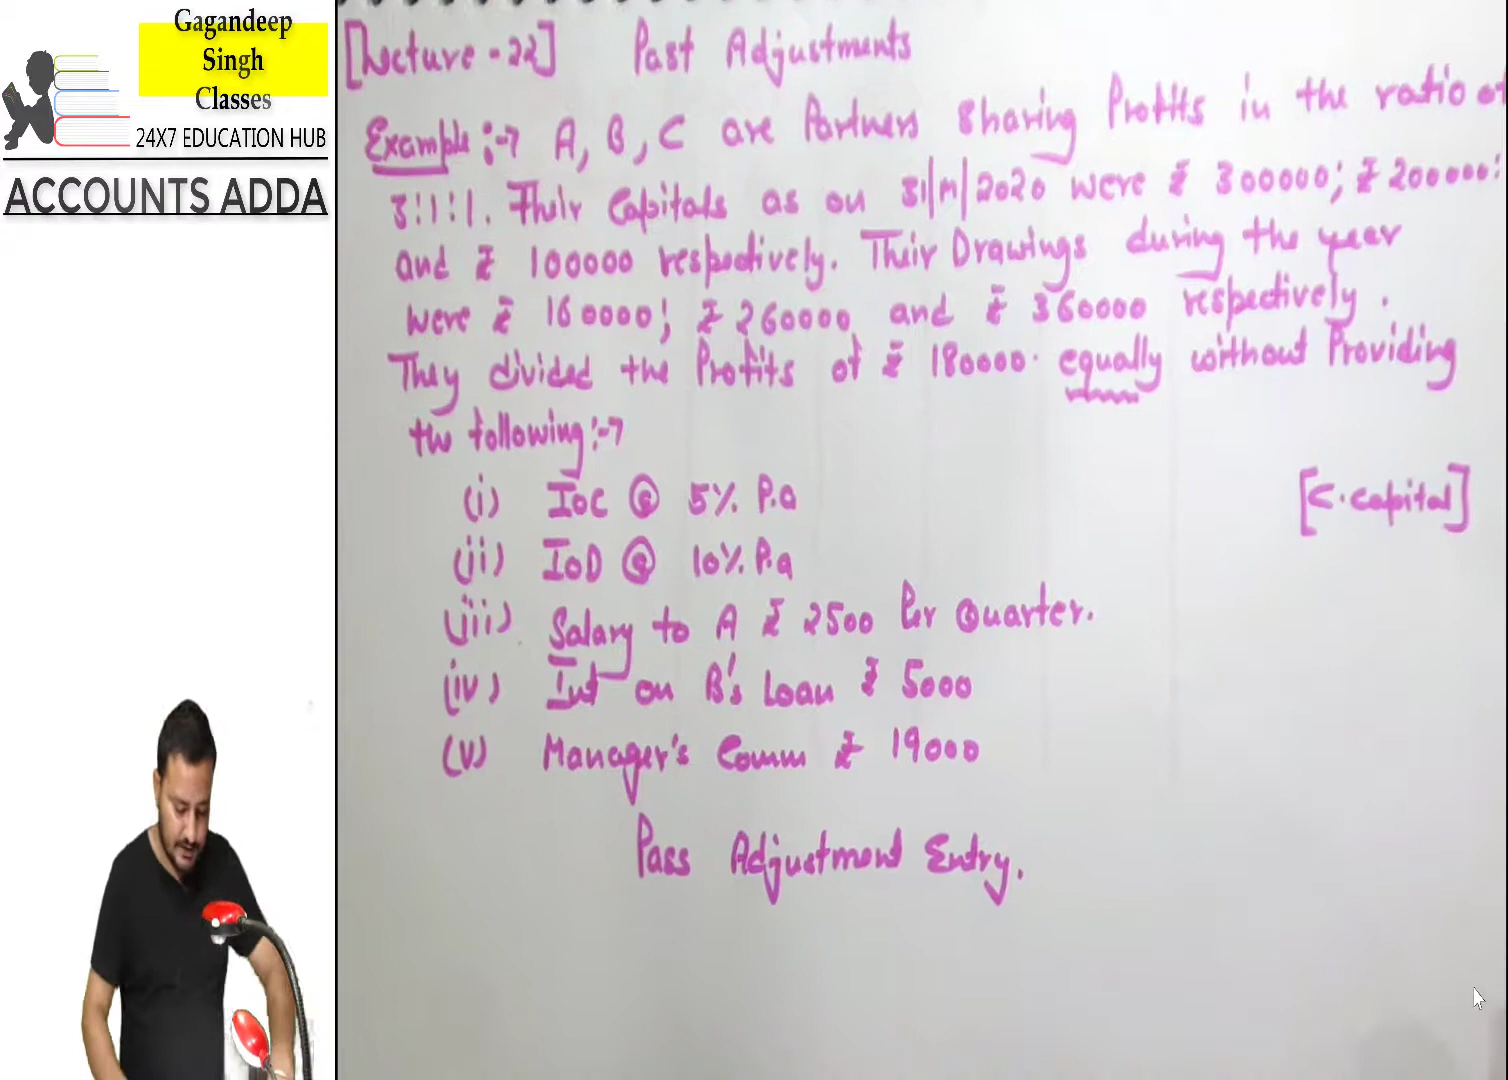 Gagandeep
Singh
Classes
24X7 EDUCATION HUB
ACCOUNTS ADDA
[Lecture - 22] Past Adjustments
Example :-> A, B, C are Partners sharing Profits in the ratio of
3:1:1. Their Capitals as on 31/M/2020 were ₹ 300000; ₹ 200000;
and ₹ 100000 respectively. Their Drawings during the year
were ₹ 160000; ₹ 260000 and ₹ 360000 respectively.
They divided the Profits of ₹ 180000. equally without Providing
the following :->
(i) IOC @ 5% P.a
(ii) IOD @ 10% P.a
(iii) Salary to A ₹ 2500 Per Quarter.
(iv) Int on B's Loan ₹ 5000
(v) Manager's Comm ₹ 19000
[C. Capital]
Pass Adjustment Entry.